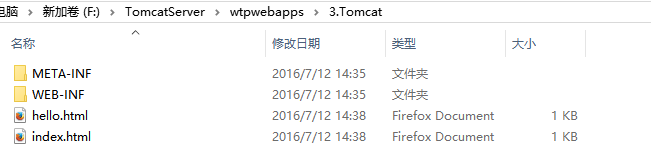 电脑 > 新加卷 (F:) > TomcatServer > wtpwebapps > 3.Tomcat
名称 修改日期 类型 大小
META-INF 2016/7/12 14:35 文件夹
WEB-INF 2016/7/12 14:35 文件夹
hello.html 2016/7/12 14:38 Firefox Document 1 KB
index.html 2016/7/12 14:38 Firefox Document 1 KB